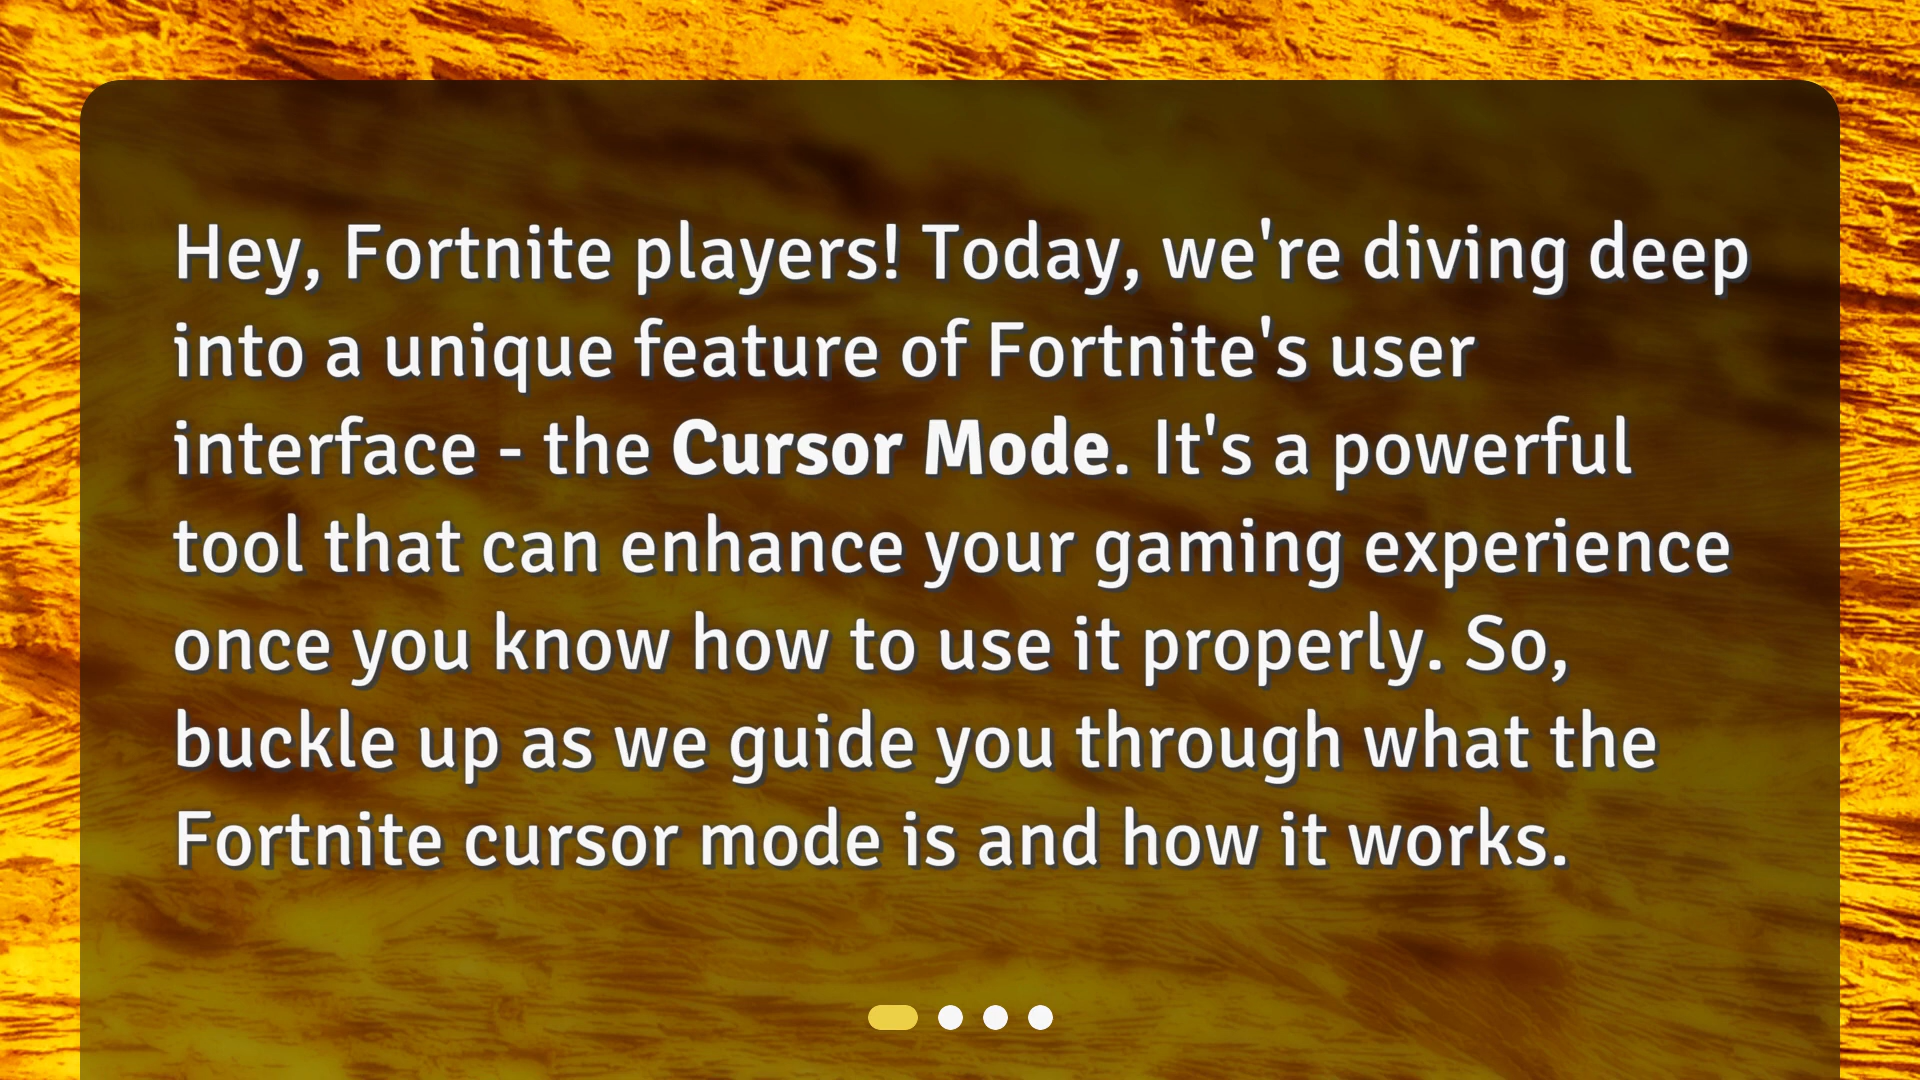 Hey, Fortnite players! Today, we're diving deep
into a unique feature of Fortnite's user
interface - the Cursor Mode. It's a powerful
tool that can enhance your gaming experience
once you know how to use it properly. So,
buckle up as we guide you through what the
Fortnite cursor mode is and how it works.